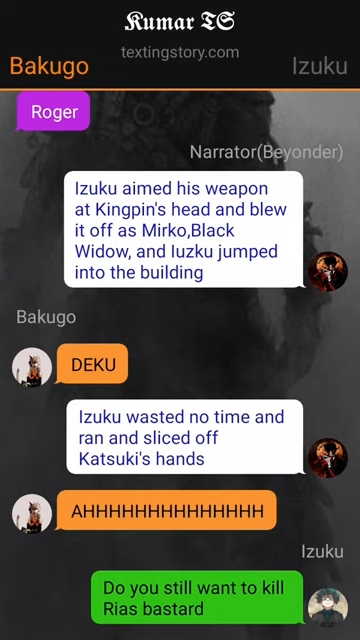 Kumar TS
textingstory.com
Bakugo
Izuku
Roger
Narrator(Beyonder)
Izuku aimed his weapon
at Kingpin's head and blew
it off as Mirko,Black
Widow, and Iuzku jumped
into the building
Bakugo
DEKU
Izuku wasted no time and
ran and sliced off
Katsuki's hands
AHHHHHHHHHHHHHH
Izuku
Do you still want to kill
Rias bastard